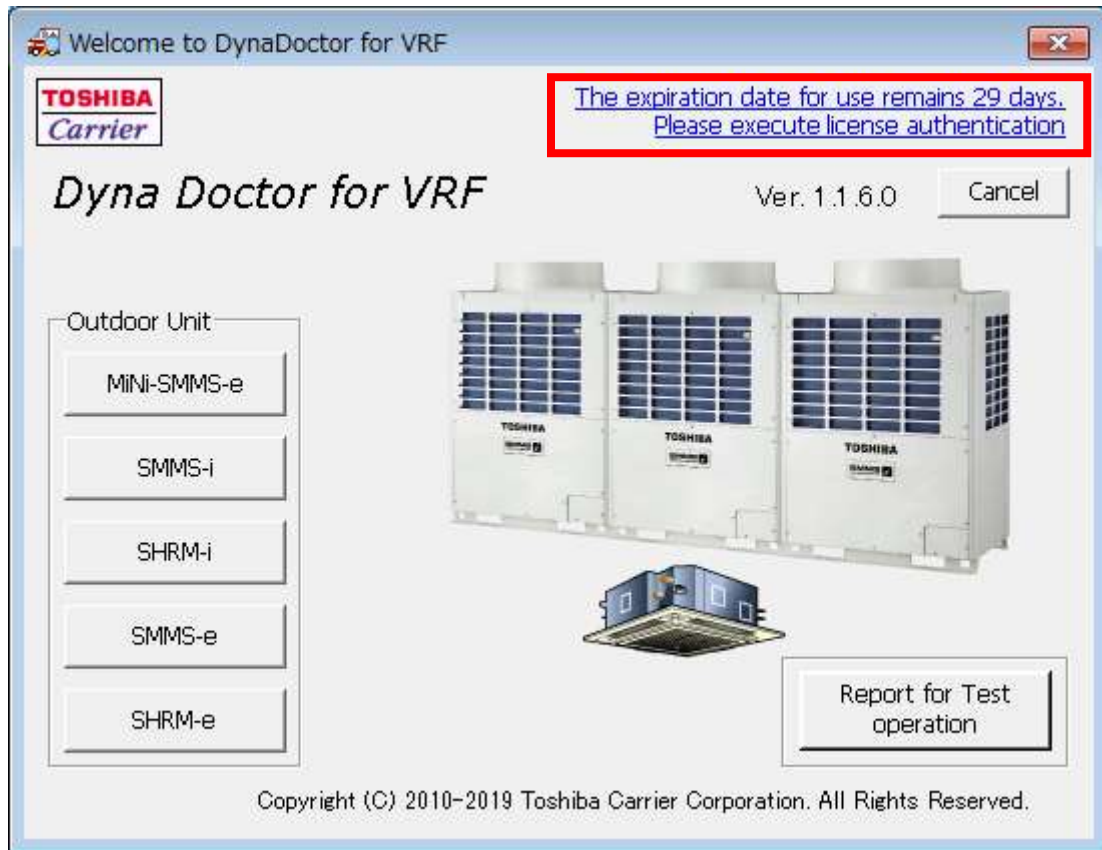 Welcome to DynaDoctor for VRF
TOSHIBA
Carrier
The expiration date for use remains 29 days.
Please execute license authentication
Dyna Doctor for VRF
Ver. 1.1.6.0
Cancel
Outdoor Unit
MiNi-SMMS-e
SMMS-i
SHRM-i
SMMS-e
SHRM-e
TOSHIBA
TOSHIBA
TOSHIBA
Report for Test
operation
Copyright (C) 2010-2019 Toshiba Carrier Corporation. All Rights Reserved.